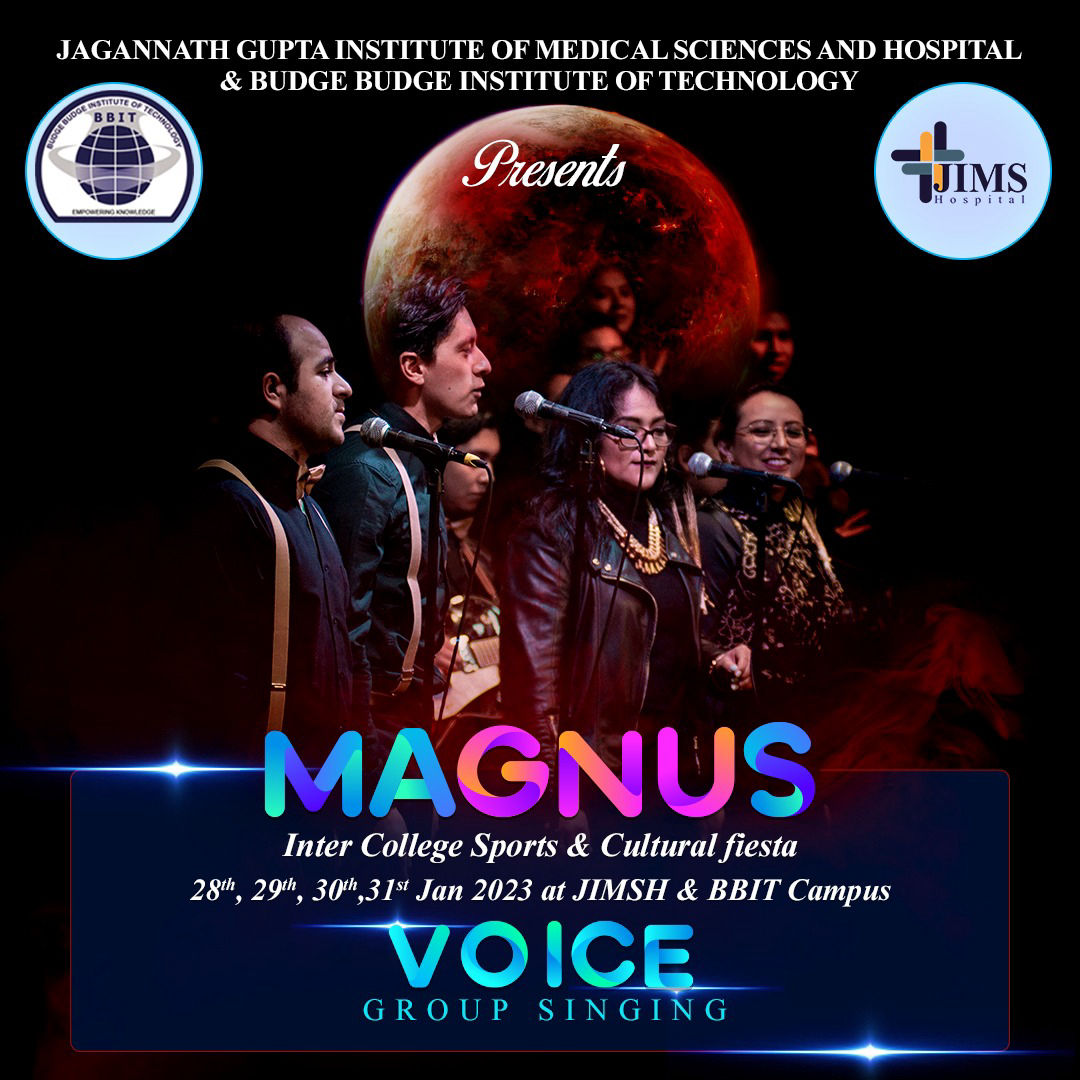 JAGANNATH GUPTA INSTITUTE OF MEDICAL SCIENCES AND HOSPITAL
& BUDGE BUDGE INSTITUTE OF TECHNOLOGY
BUDGE BUDGE INSTITUTE OF TECHNOLOGY
BBIT
EMPOWERING KNOWLEDGE
Presents
JIMS
Hospital
MAGNUS
Inter College Sports & Cultural fiesta
28th, 29th, 30th,31st Jan 2023 at JIMSH & BBIT Campus
VOICE
GROUP SINGING